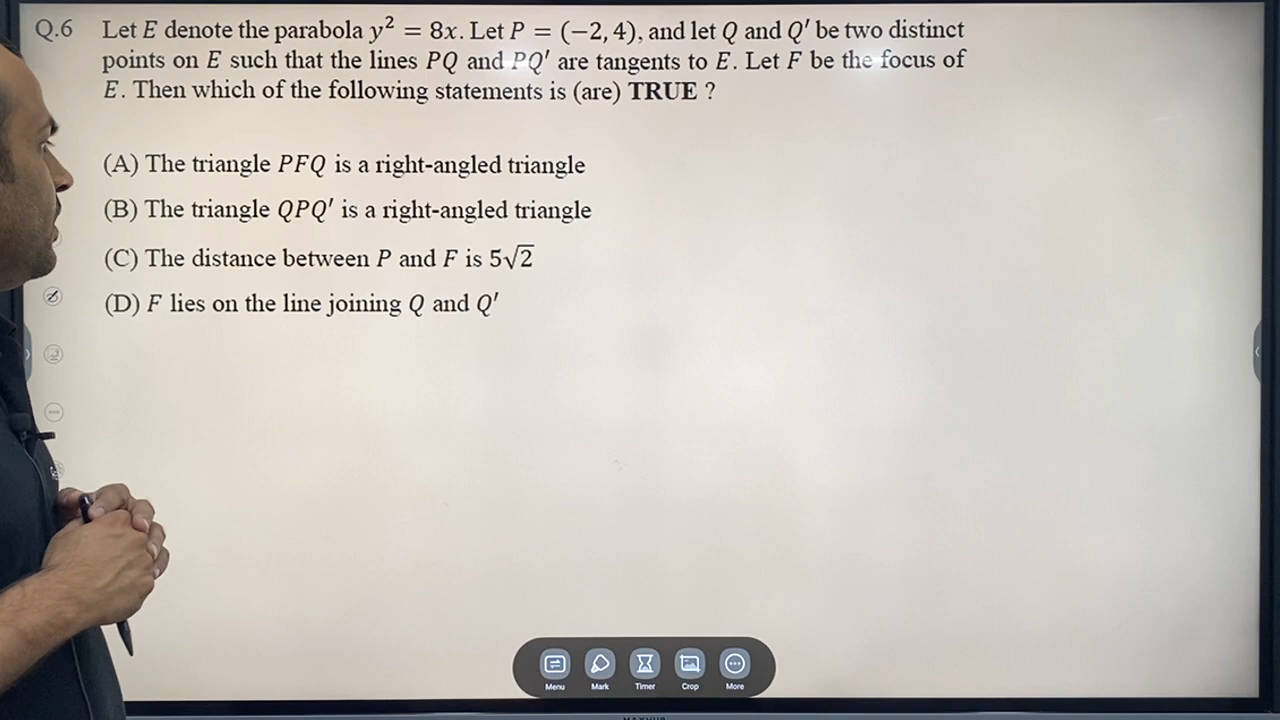 Q.6 Let E denote the parabola y² = 8x. Let P = (−2, 4), and let Q and Q′ be two distinct
points on E such that the lines PQ and PQ′ are tangents to E. Let F be the focus of
E. Then which of the following statements is (are) TRUE ?
(A) The triangle PFQ is a right-angled triangle
(B) The triangle QPQ′ is a right-angled triangle
(C) The distance between P and F is 5√2
(D) F lies on the line joining Q and Q′
Menu Mark Timer Crop More